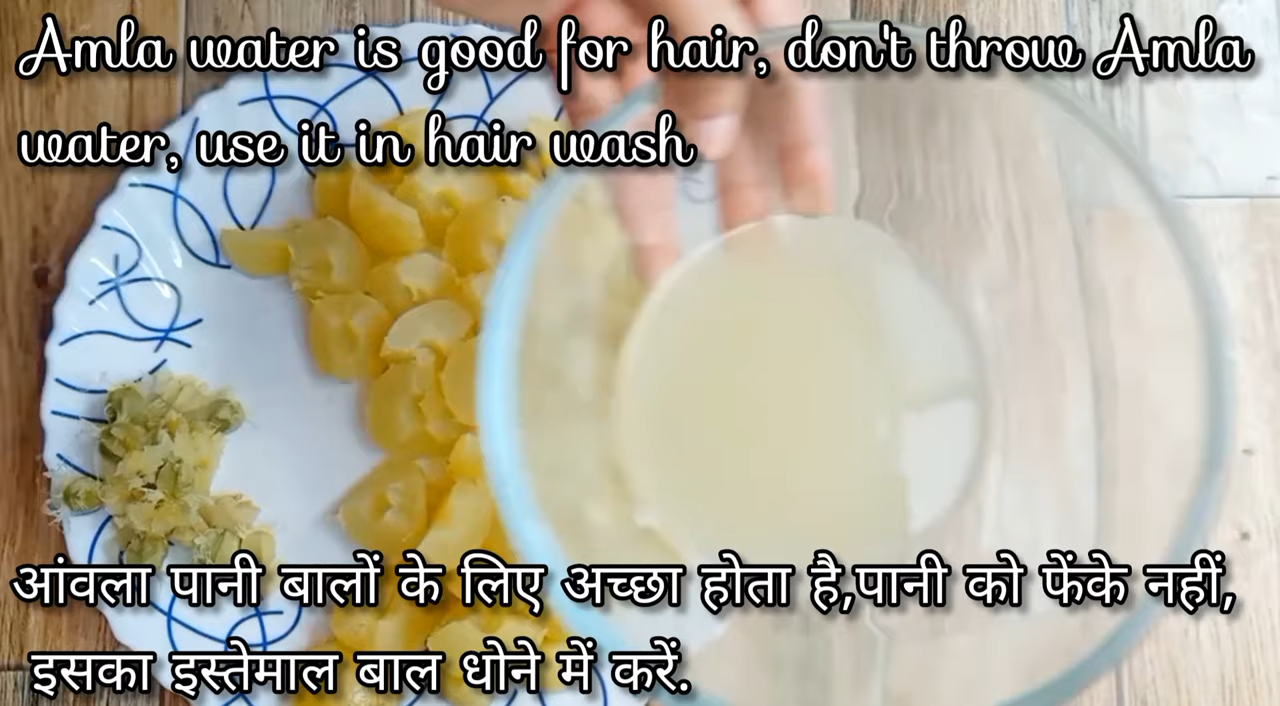 Amla water is good for hair, don't throw Amla
water, use it in hair wash
आंवला पानी बालों के लिए अच्छा होता है,पानी को फेंके नहीं,
इसका इस्तेमाल बाल धोने में करें.